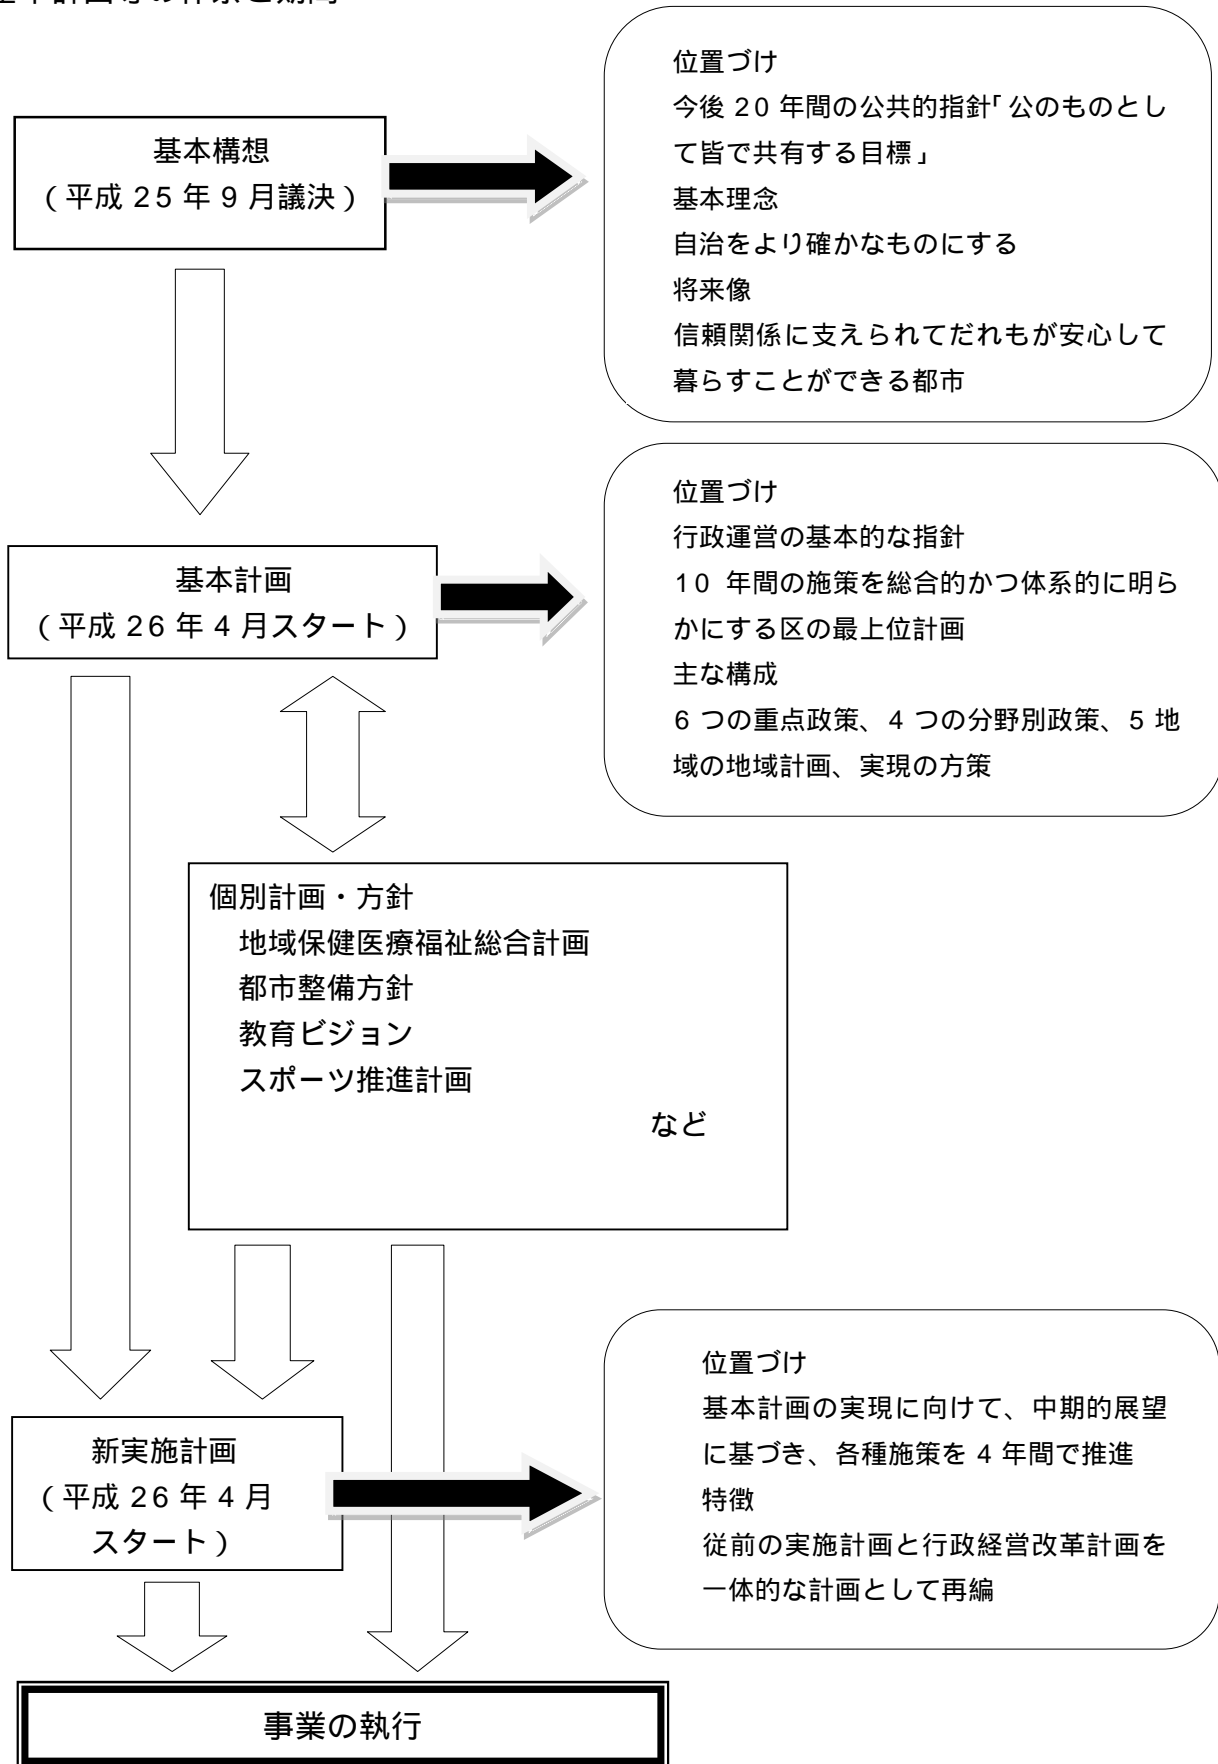 基本構想
（平成 25 年 9 月議決）
位置づけ
今後 20 年間の公共的指針「公のものとし
て皆で共有する目標」
基本理念
自治をより確かなものにする
将来像
信頼関係に支えられてだれもが安心して
暮らすことができる都市
基本計画
（平成 26 年 4 月スタート）
位置づけ
行政運営の基本的な指針
10 年間の施策を総合的かつ体系的に明ら
かにする区の最上位計画
主な構成
6 つの重点政策、4 つの分野別政策、5 地
域の地域計画、実現の方策
個別計画・方針
地域保健医療福祉総合計画
都市整備方針
教育ビジョン
スポーツ推進計画
など
新実施計画
（平成 26 年 4 月
スタート）
位置づけ
基本計画の実現に向けて、中期的展望
に基づき、各種施策を 4 年間で推進
特徴
従前の実施計画と行政経営改革計画を
一体的な計画として再編
事業の執行